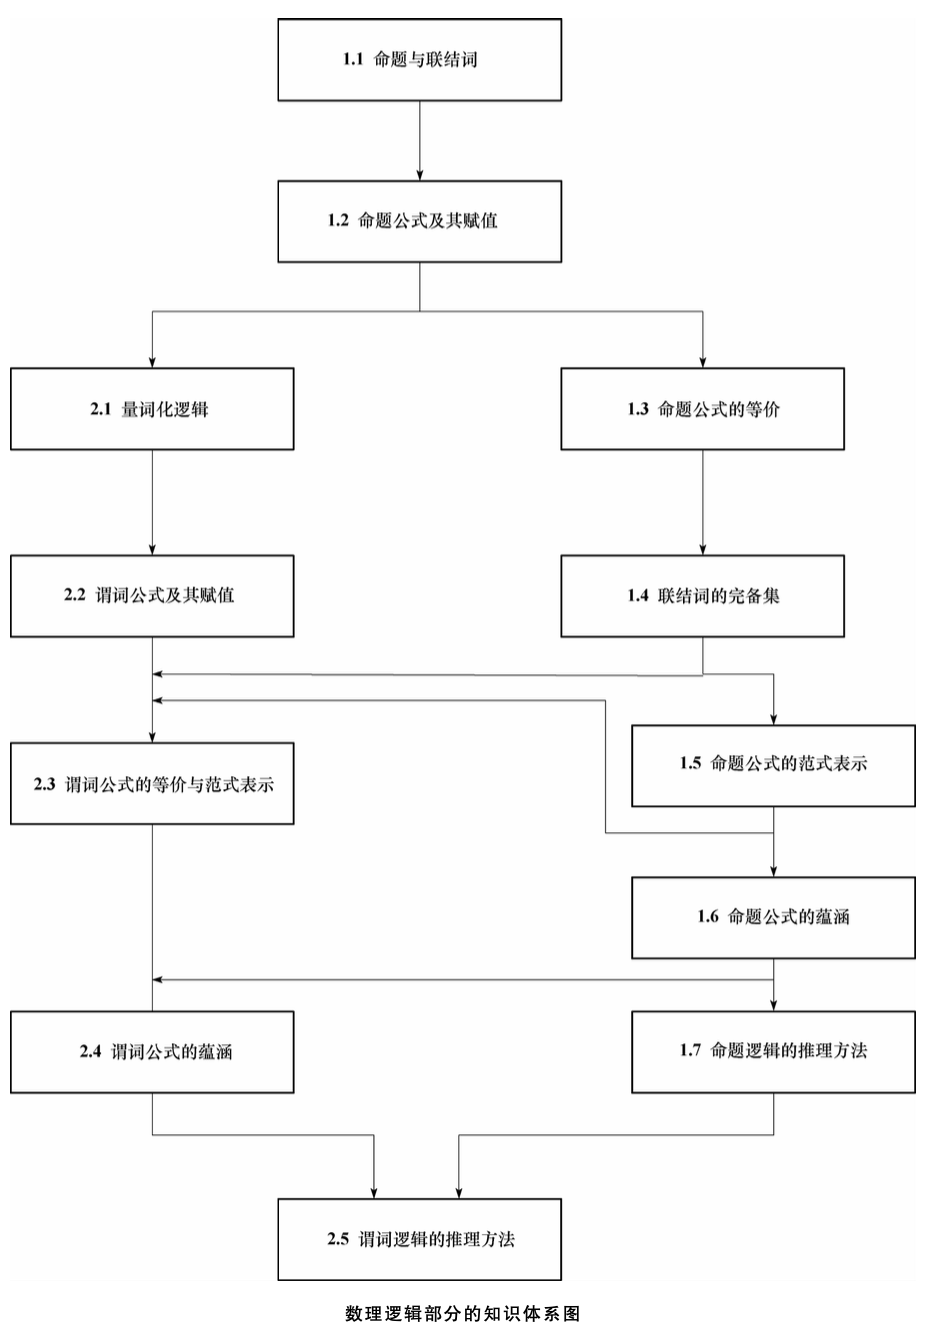 1.1 命题与联结词
1.2 命题公式及其赋值
2.1 量词化逻辑
1.3 命题公式的等价
2.2 谓词公式及其赋值
1.4 联结词的完备集
1.5 命题公式的范式表示
2.3 谓词公式的等价与范式表示
1.6 命题公式的蕴涵
2.4 谓词公式的蕴涵
1.7 命题逻辑的推理方法
2.5 谓词逻辑的推理方法
数理逻辑部分的知识体系图